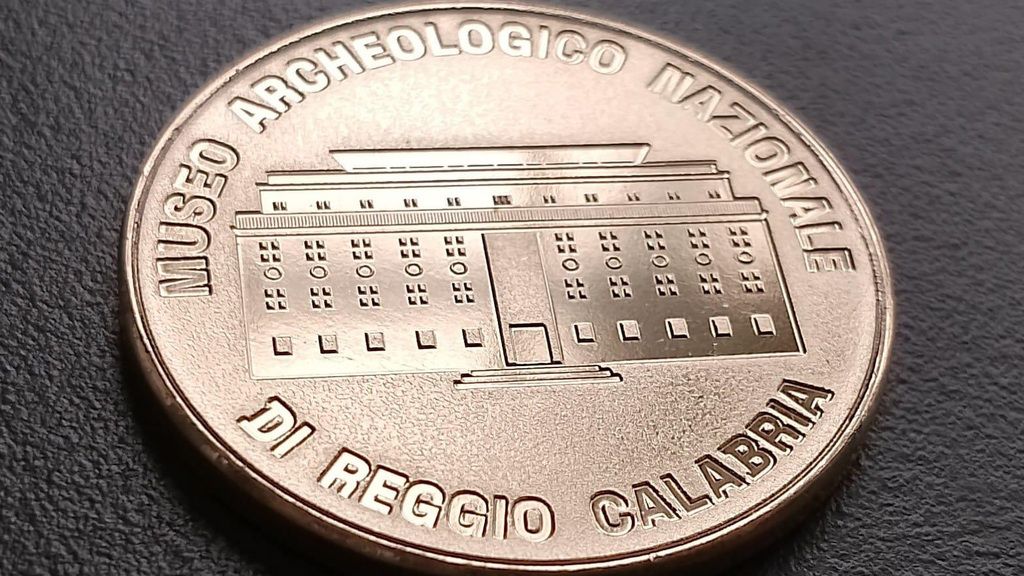 MUSEO ARCHEOLOGICO NAZIONALE
DI REGGIO CALABRIA